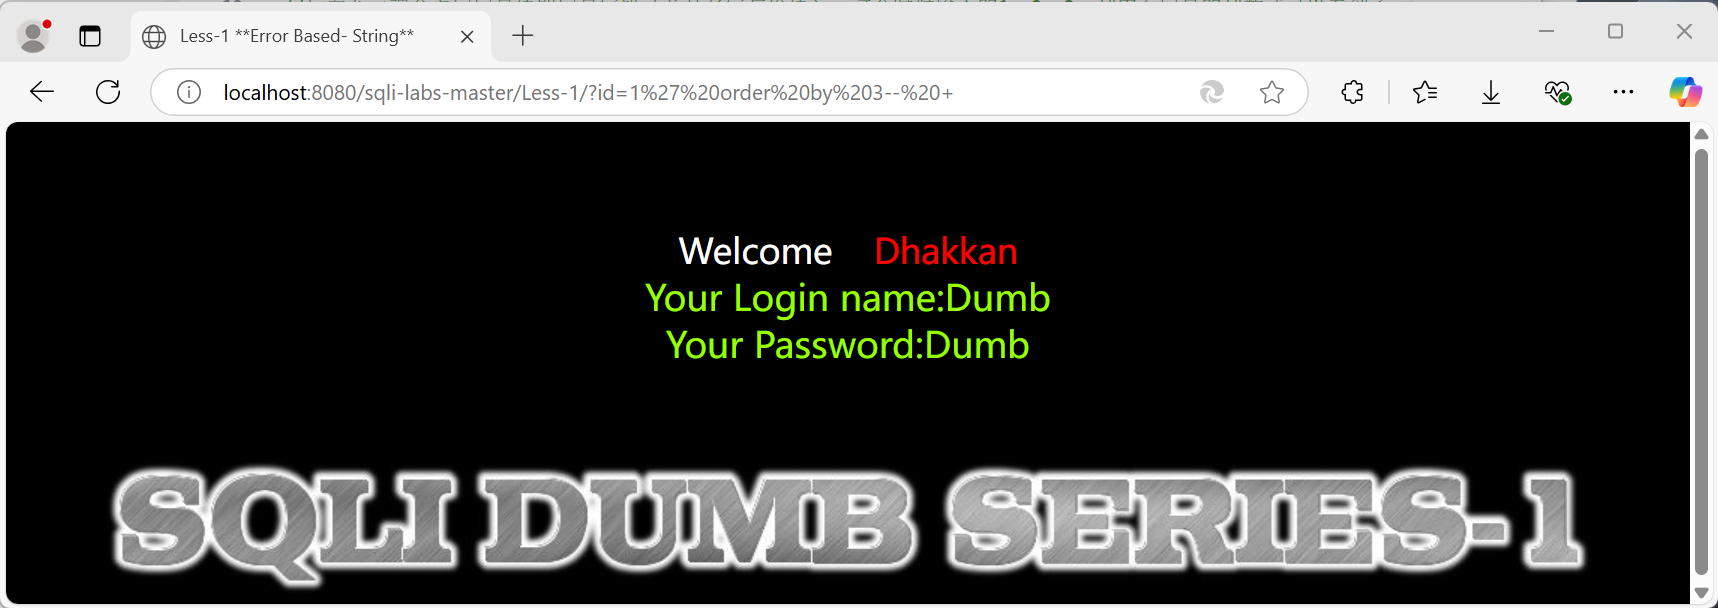 Less-1 **Error Based- String**
localhost:8080/sqli-labs-master/Less-1/?id=1%27%20order%20by%203--%20+
Welcome Dhakkan
Your Login name:Dumb
Your Password:Dumb
SQLI DUMB SERIES-1